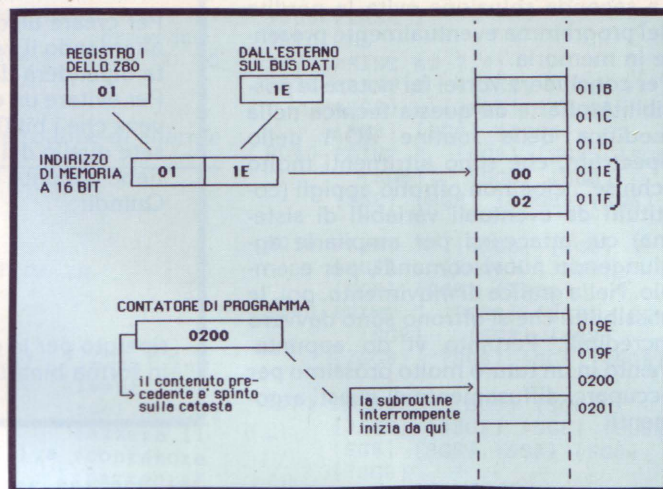 REGISTRO I
DELLO Z80
DALL'ESTERNO
SUL BUS DATI
01
1E
INDIRIZZO
DI MEMORIA
A 16 BIT
01
1E
011B
011C
011D
00
011E
02
011F
CONTATORE DI PROGRAMMA
0200
il contenuto pre-
cedente e' spinto
sulla catasta
la subroutine
interrompente
inizia da qui
019E
019F
0200
0201